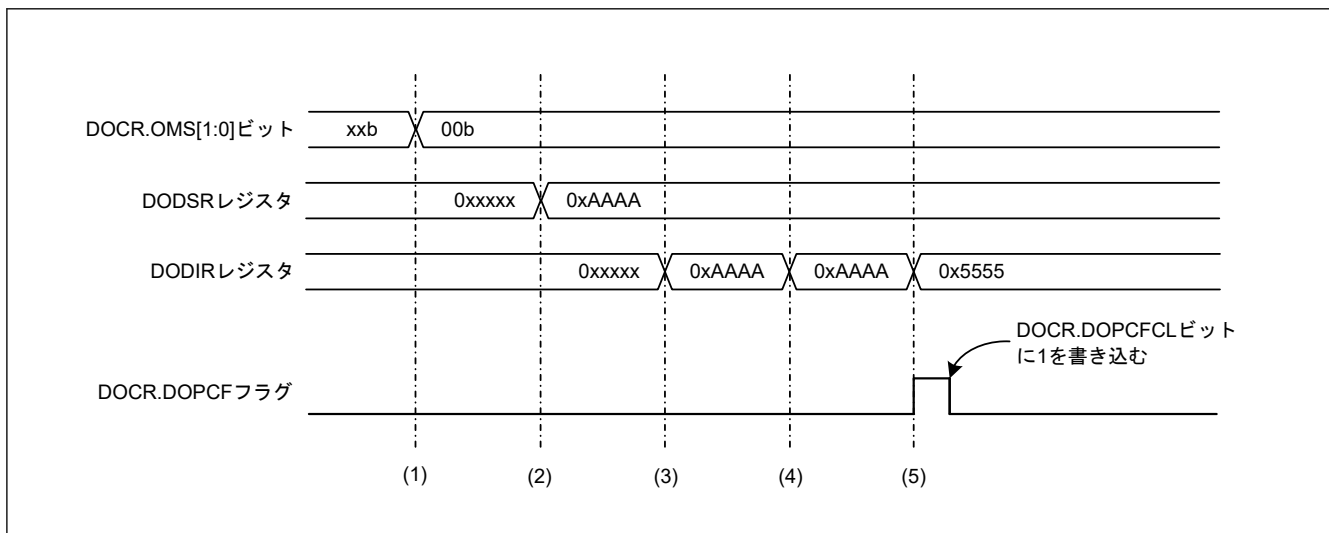 DOCR.OMS[1:0]ビット xxb 00b
DODSRレジスタ 0xxxxx 0xAAAA
DODIRレジスタ 0xxxxx 0xAAAA 0xAAAA 0x5555
DOCR.DOPCFCLビット
に1を書き込む
DOCR.DOPCFフラグ
(1) (2) (3) (4) (5)